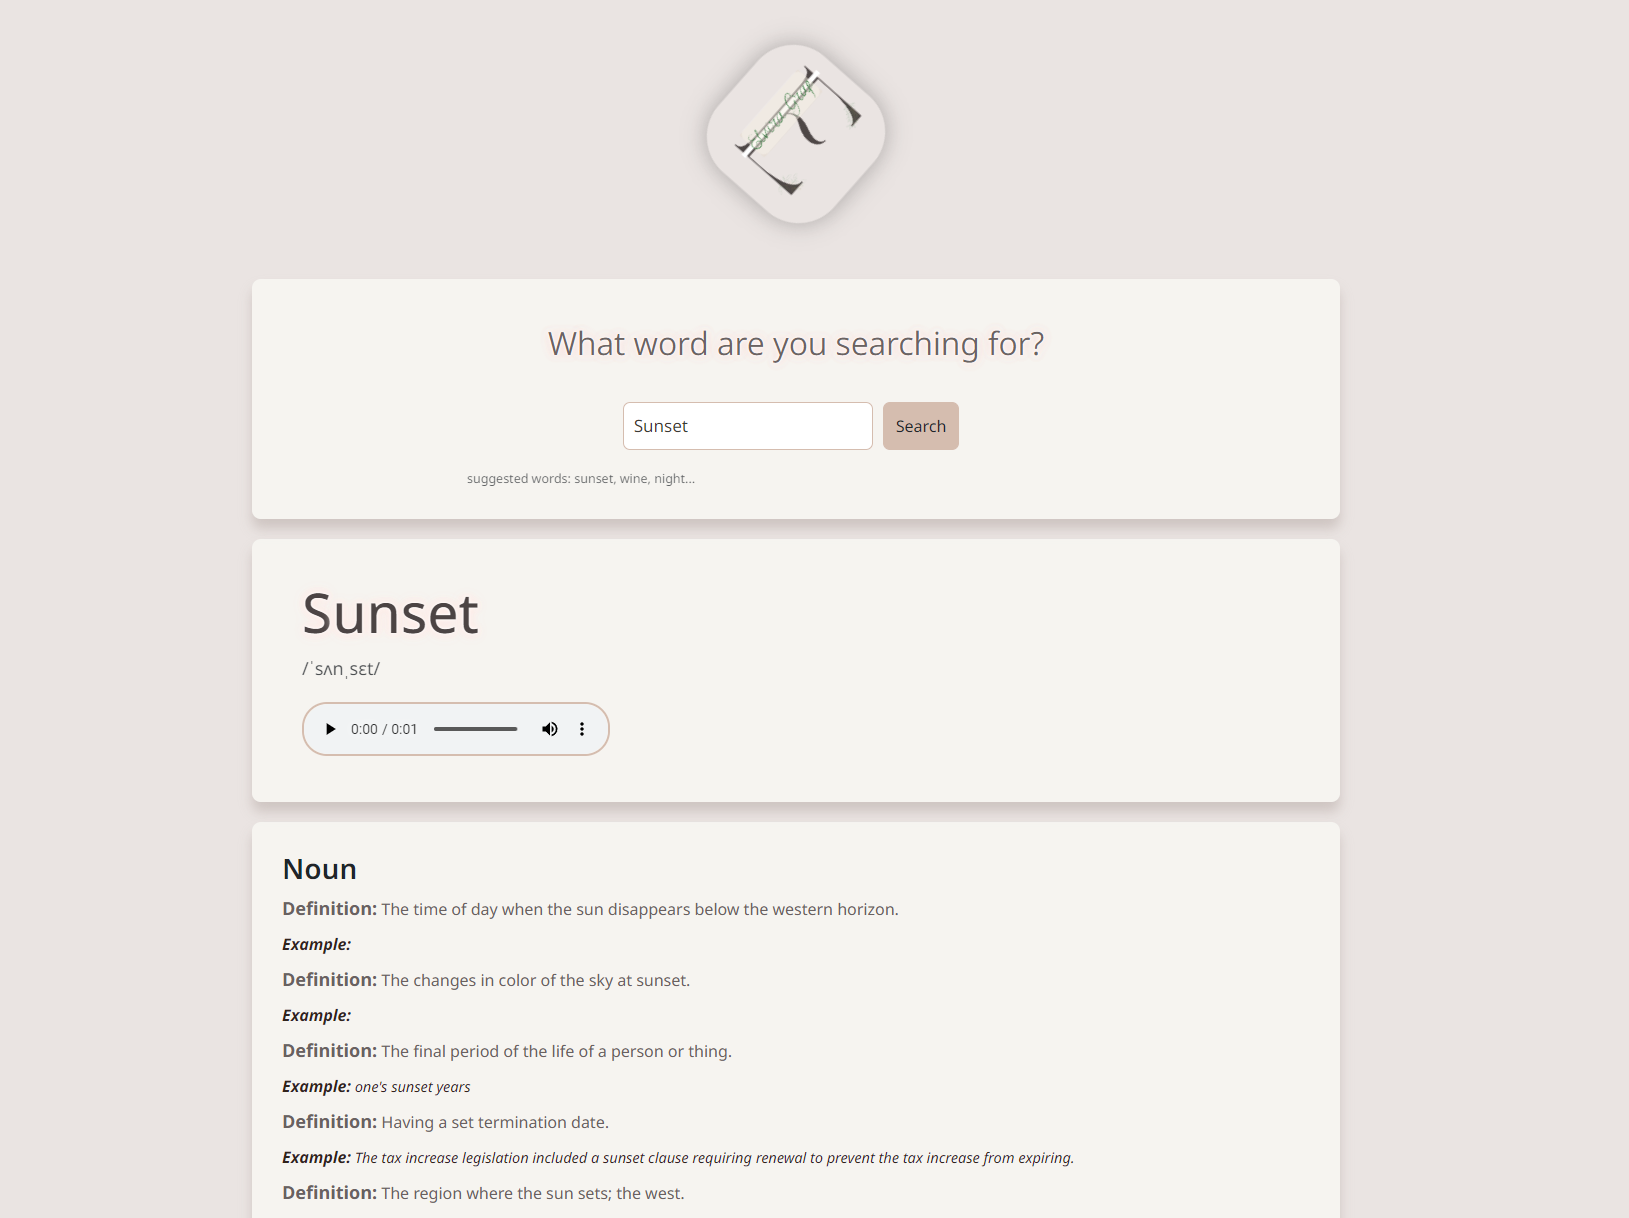 What word are you searching for?
Sunset
Search
suggested words: sunset, wine, night...
Sunset
/ˈsʌnˌsɛt/
0:00 / 0:01
Noun
Definition: The time of day when the sun disappears below the western horizon.
Example:
Definition: The changes in color of the sky at sunset.
Example:
Definition: The final period of the life of a person or thing.
Example: one's sunset years
Definition: Having a set termination date.
Example: The tax increase legislation included a sunset clause requiring renewal to prevent the tax increase from expiring.
Definition: The region where the sun sets; the west.